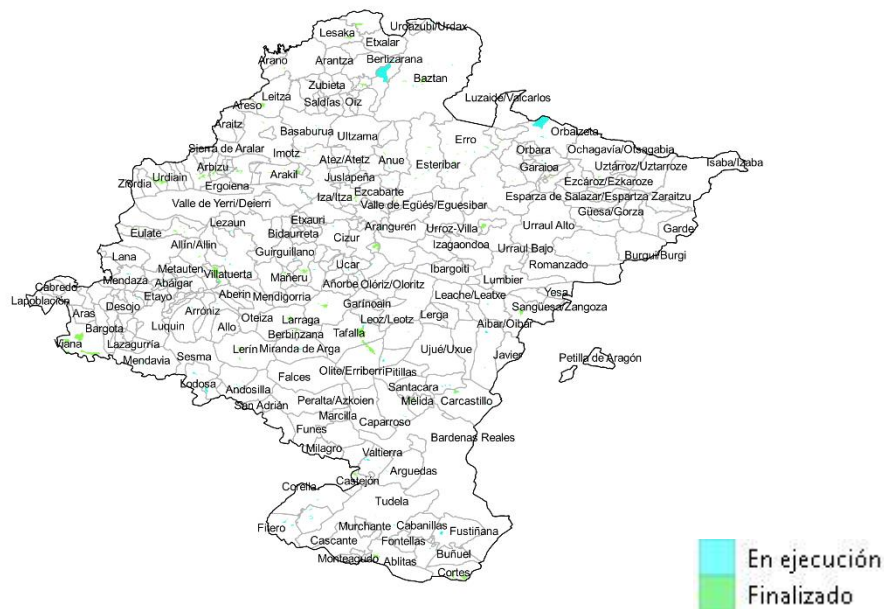 Urdazubi/Urdax
Lesaka
Etxalar
Arano
Arantza
Bertizarana
Baztan
Zubieta
Leitza
Saldías Oiz
Areso
Luzaide/Valcarlos
Orbaizeta
Araitz
Basaburua
Ultzama
Erro
Orbara
Ochagavía/Otsagabia
Sierra de Aralar
Imotz
Atez/Atetz
Anue
Esteribar
Garaioa
Uztárroz/Uztarroze
Isaba/Izaba
Arbizu
Arakil
Juslapeña
Ezcároz/Ezkaroze
Ziordia
Urdiain
Ergoiena
Iza/Itza
Ezcabarte
Valle de Egüés/Eguesibar
Esparza de Salazar/Espartza Zaraitzu
Valle de Yerri/Deierri
Güesa/Gorza
Lezaun
Etxauri
Aranguren
Urroz-Villa
Urraul Alto
Garde
Eulate
Bidaurreta
Cizur
Allín/Allin
Guirguillano
Izagaondoa
Urraul Bajo
Burgui/Burgi
Lana
Metauten
Ucar
Ibargoiti
Romanzado
Cabredo
Mendaza
Abáigar
Villatuerta
Mañeru
Añorbe
Olóriz/Oloritz
Lumbier
Lapoblación
Etayo
Aberin
Mendigorria
Leache/Leatxe
Yesa
Aras
Desojo
Garínoain
Sangüesa/Zangoza
Bargota
Luquin
Arróniz
Allo
Oteiza
Larraga
Leoz/Leotz
Lerga
Aibar/Oibar
Viana
Lazagurría
Berbinzana
Tafalla
Mendavia
Sesma
Lerín
Miranda de Arga
Ujué/Uxue
Javier
Petilla de Aragón
Lodosa
Andosilla
Falces
Olite/Erriberri
Pitillas
San Adrián
Peralta/Azkoien
Santacara
Mélida
Carcastillo
Marcilla
Funes
Caparroso
Milagro
Bardenas Reales
Valtierra
Castejón
Arguedas
Corella
Tudela
Fitero
Murchante
Cabanillas
Fustiñana
Cascante
Fontellas
Monteagudo
Ablitas
Buñuel
Cortes
En ejecución
Finalizado